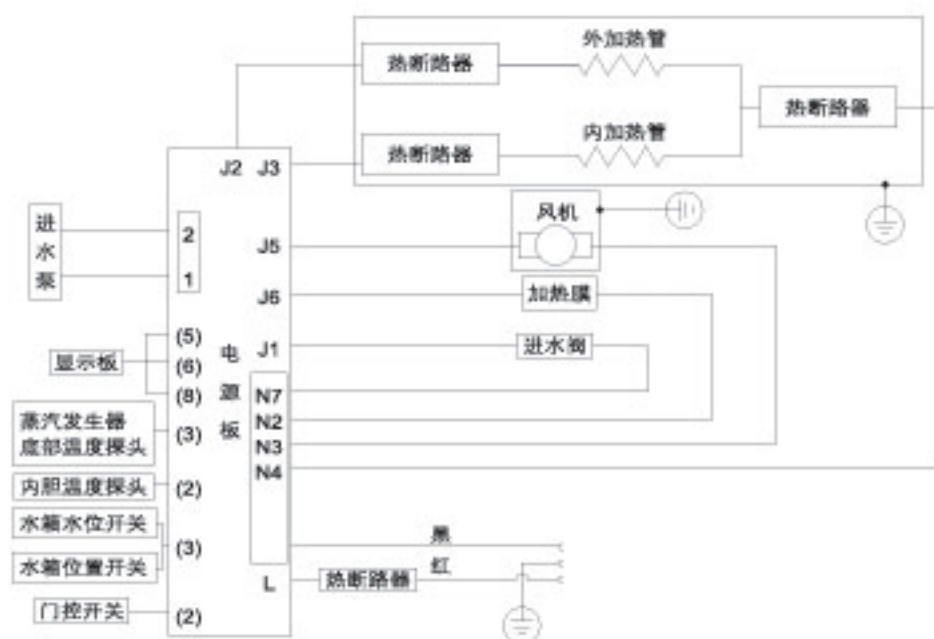 外加热管
热断路器
热断路器
内加热管
热断路器
J2 J3
进水泵
2
1
风机
J5
加热膜
J6
进水阀
J1
显示板
(5)
(6)
(8)
电源板
N7
N2
N3
N4
蒸汽发生器
底部温度探头
(3)
内胆温度探头
(2)
水箱水位开关
水箱位置开关
(3)
黑
红
L
热断路器
门控开关
(2)